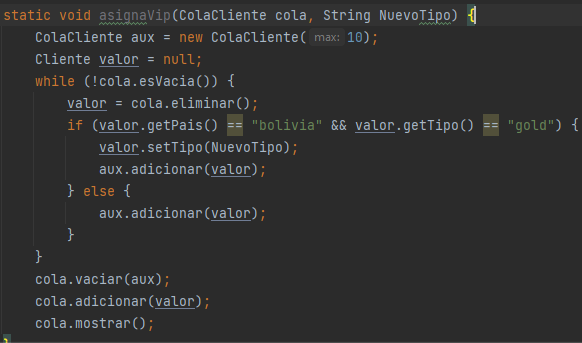 static void asignaVip(ColaCliente cola, String NuevoTipo) {
    ColaCliente aux = new ColaCliente( max: 10);
    Cliente valor = null;
    while (!cola.esVacia()) {
        valor = cola.eliminar();
        if (valor.getPais() == "bolivia" && valor.getTipo() == "gold") {
            valor.setTipo(NuevoTipo);
            aux.adicionar(valor);
        } else {
            aux.adicionar(valor);
        }
    }
    cola.vaciar(aux);
    cola.adicionar(valor);
    cola.mostrar();
}